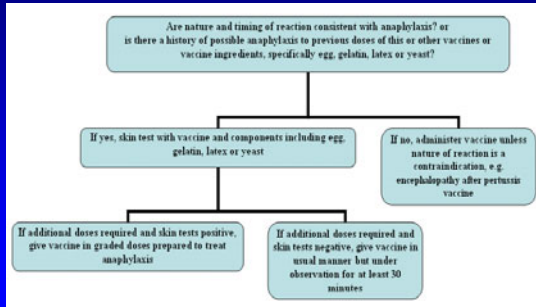 Are nature and timing of reaction consistent with anaphylaxis? or
is there a history of possible anaphylaxis to previous doses of this or other vaccines or
vaccine ingredients, specifically egg, gelatin, latex or yeast?
If yes, skin test with vaccine and components including egg,
gelatin, latex or yeast
If no, administer vaccine unless
nature of reaction is a
contraindication, e.g.
encephalopathy after pertussis
vaccine
If additional doses required and skin tests positive,
give vaccine in graded doses prepared to treat
anaphylaxis
If additional doses required and
skin tests negative, give vaccine in
usual manner but under
observation for at least 30
minutes